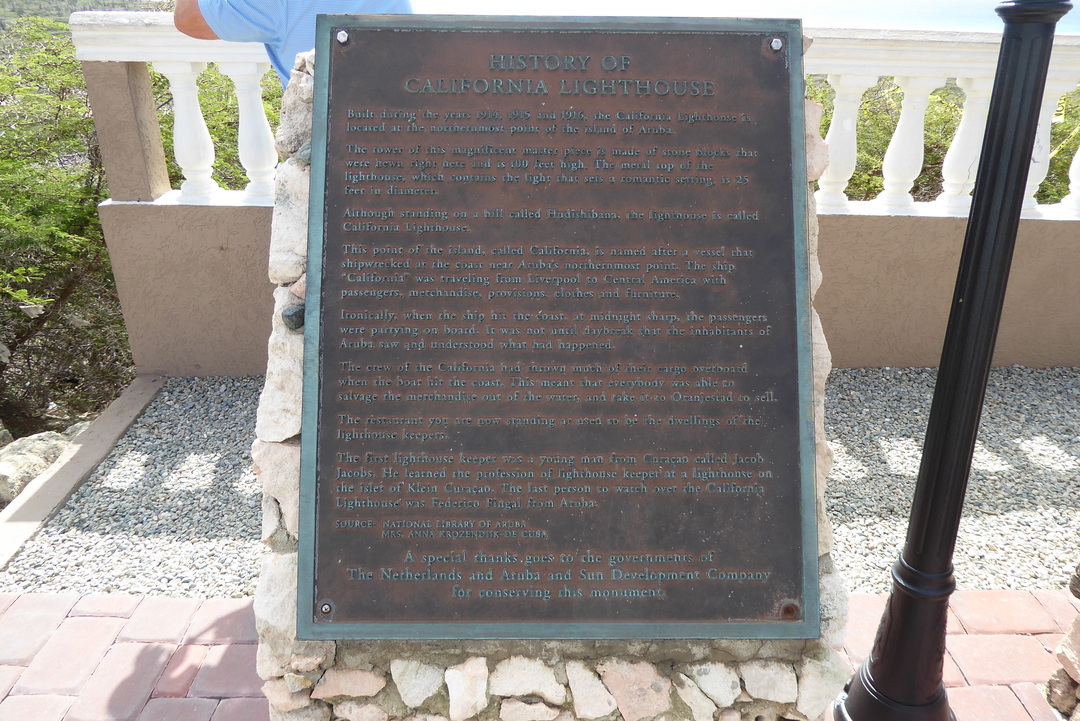 HISTORY OF
CALIFORNIA LIGHTHOUSE
Built during the years 1914, 1915 and 1916, the California Lighthouse is
located at the northernmost point of the island of Aruba.
The tower of this magnificent master piece is made of stone blocks that
were hewn right here and is 100 feet high. The metal top of the
lighthouse, which contains the light that sets a romantic setting, is 25
feet in diameter.
Although standing on a hill called Hudishibana, the lighthouse is called
California Lighthouse.
This point of the island, called California, is named after a vessel that
shipwrecked at the coast near Aruba's northernmost point. The ship
"California" was traveling from Liverpool to Central America with
passengers, merchandise, provisions, clothes and furniture.
Ironically, when the ship hit the coast, at midnight sharp, the passengers
were partying on board. It was not until daybreak that the inhabitants of
Aruba saw and understood what had happened.
The crew of the California had thrown much of their cargo overboard
when the boat hit the coast. This meant that everybody was able to
salvage the merchandise out of the water, and take it to Oranjestad to sell.
The restaurant you are now standing at used to be the dwellings of the
lighthouse keepers.
The first lighthouse keeper was a young man from Curaçao called Jacob
Jacobs. He learned the profession of lighthouse keeper at a lighthouse on
the islet of Klein Curaçao. The last person to watch over the California
Lighthouse was Federico Fingal from Aruba.
SOURCE: NATIONAL LIBRARY OF ARUBA
MRS. ANNA KROZENDIJK-DE CUBA
A special thanks goes to the governments of
The Netherlands and Aruba and Sun Development Company
for conserving this monument.